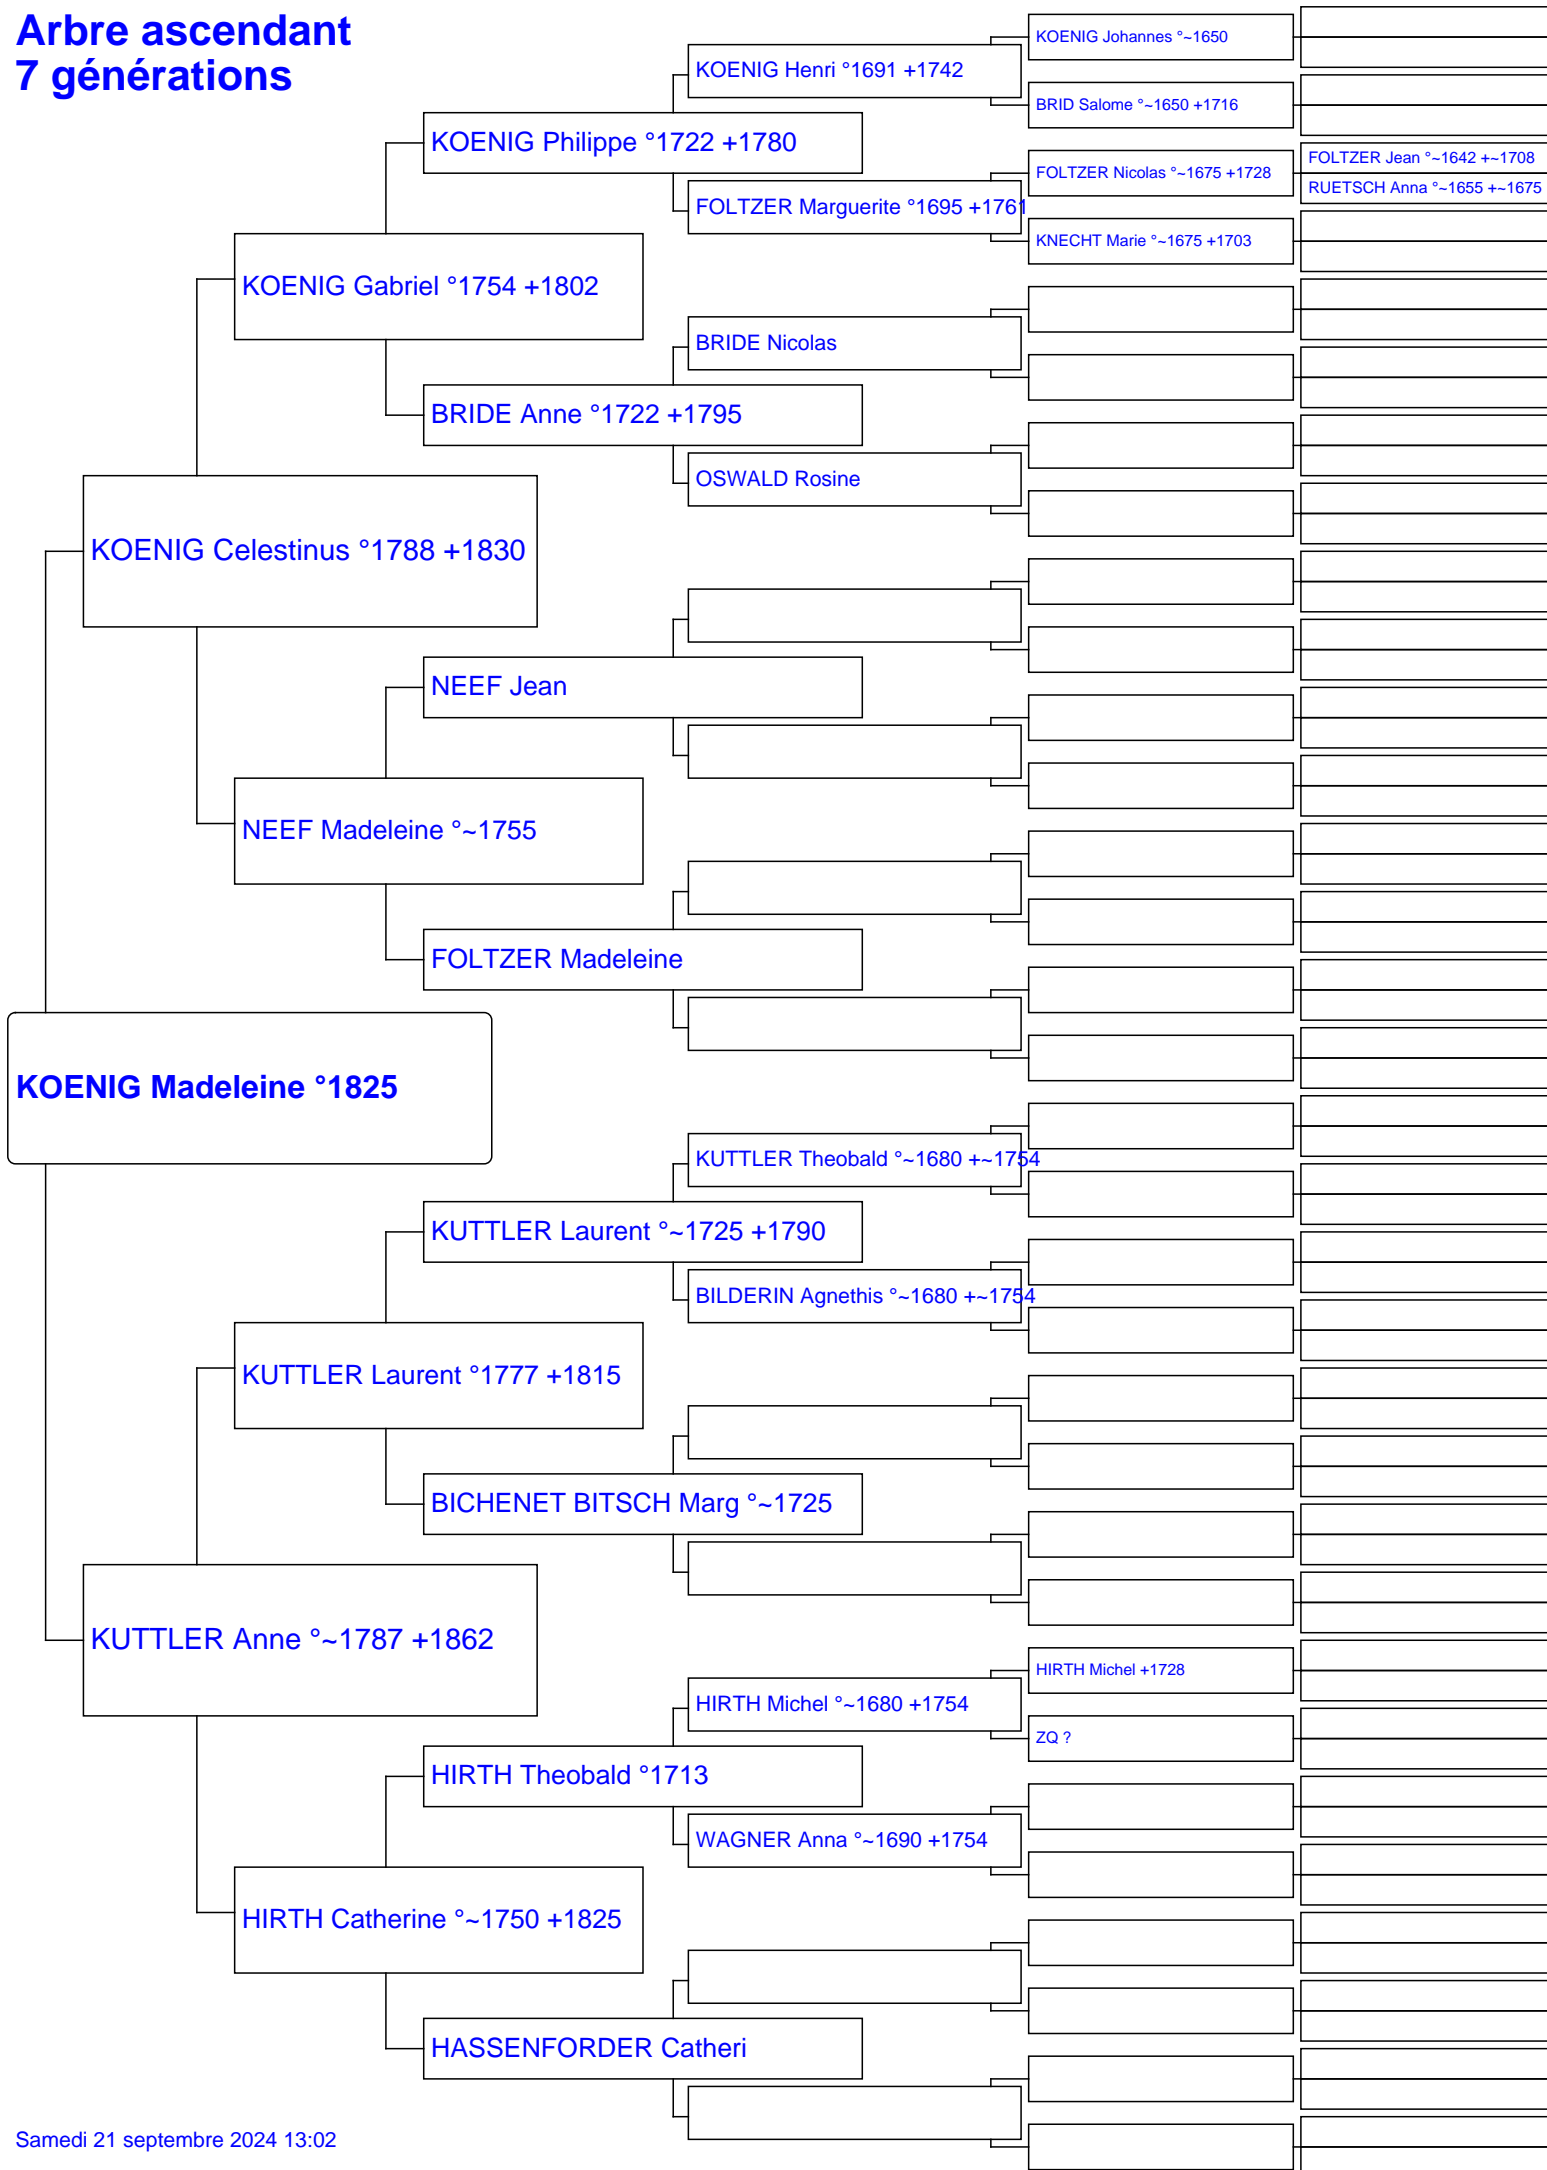 Arbre ascendant
7 générations
KOENIG Johannes °~1650
KOENIG Henri °1691 +1742
BRID Salome °~1650 +1716
KOENIG Philippe °1722 +1780
FOLTZER Jean °~1642 +~1708
FOLTZER Nicolas °~1675 +1728
RUETSCH Anna °~1655 +~1675
FOLTZER Marguerite °1695 +1761
KNECHT Marie °~1675 +1703
KOENIG Gabriel °1754 +1802
BRIDE Nicolas
BRIDE Anne °1722 +1795
OSWALD Rosine
KOENIG Celestinus °1788 +1830
NEEF Jean
NEEF Madeleine °~1755
FOLTZER Madeleine
KOENIG Madeleine °1825
KUTTLER Theobald °~1680 +~1754
KUTTLER Laurent °~1725 +1790
BILDERIN Agnethis °~1680 +~1754
KUTTLER Laurent °1777 +1815
BICHENET BITSCH Marg °~1725
KUTTLER Anne °~1787 +1862
HIRTH Michel +1728
HIRTH Michel °~1680 +1754
ZQ ?
HIRTH Theobald °1713
WAGNER Anna °~1690 +1754
HIRTH Catherine °~1750 +1825
HASSENFORDER Catheri
Samedi 21 septembre 2024 13:02